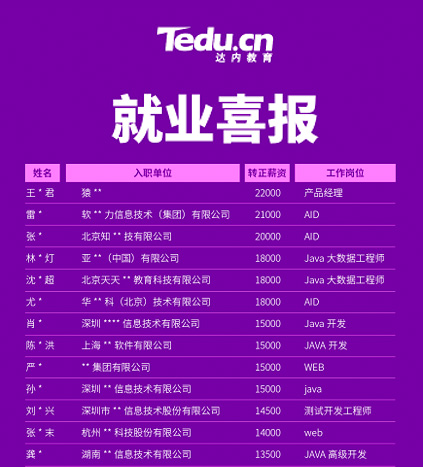 Tedu.cn
达内教育
就业喜报
姓名 入职单位 转正薪资 工作岗位
王 * 君 猿 ** 22000 产品经理
雷 * 软 ** 力信息技术（集团）有限公司 21000 AID
张 * 北京知 ** 技有限公司 20000 AID
林 * 灯 亚 **（中国）有限公司 18000 Java 大数据工程师
沈 * 超 北京天天 ** 教育科技有限公司 18000 Java 大数据工程师
尤 * 华 ** 科（北京）技术有限公司 18000 AID
肖 * 深圳 **** 信息技术有限公司 15000 Java 开发
陈 * 洪 上海 ** 软件有限公司 15000 JAVA 开发
严 * ** 集团有限公司 15000 WEB
孙 * 深圳 ** 信息技术有限公司 15000 java
刘 * 兴 深圳市 ** 信息技术股份有限公司 14500 测试开发工程师
张 * 末 杭州 ** 科技股份有限公司 14000 web
龚 * 湖南 ** 信息技术有限公司 13500 JAVA 高级开发